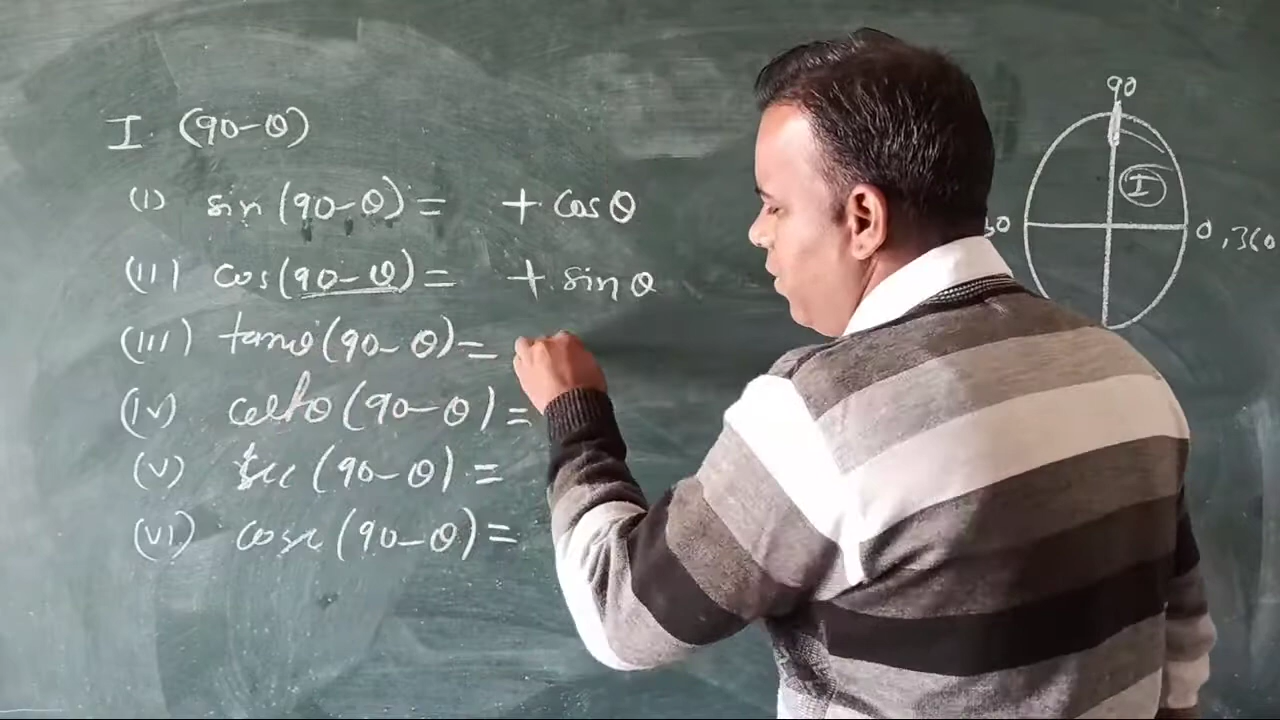 I. (90-θ)
(i) sin(90-θ) = + cosθ
(ii) cos(90-θ) = + sinθ
(iii) tanθ(90-θ) =
(iv) (90-θ) =
(v) sec(90-θ) =
(vi) cosec(90-θ) =
90
I
0, 360